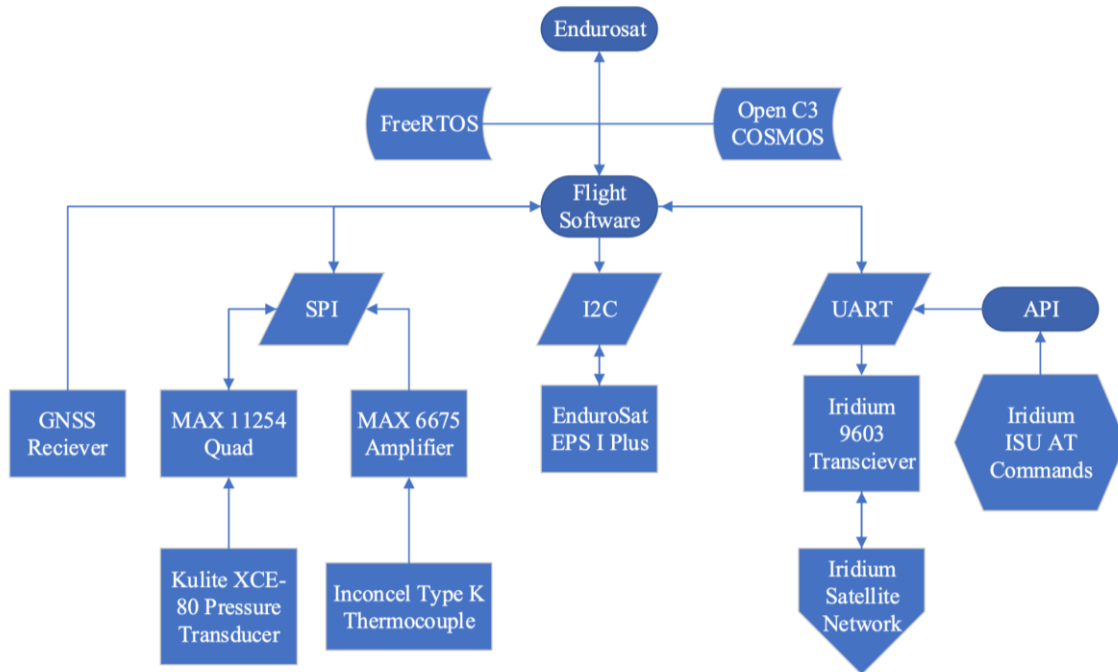 Endurosat
FreeRTOS
Open C3
COSMOS
Flight
Software
SPI
I2C
UART
API
GNSS
Reciever
MAX 11254
Quad
MAX 6675
Amplifier
EnduroSat
EPS I Plus
Iridium
9603
Transciever
Iridium
ISU AT
Commands
Kulite XCE-
80 Pressure
Transducer
Inconcel Type K
Thermocouple
Iridium
Satellite
Network